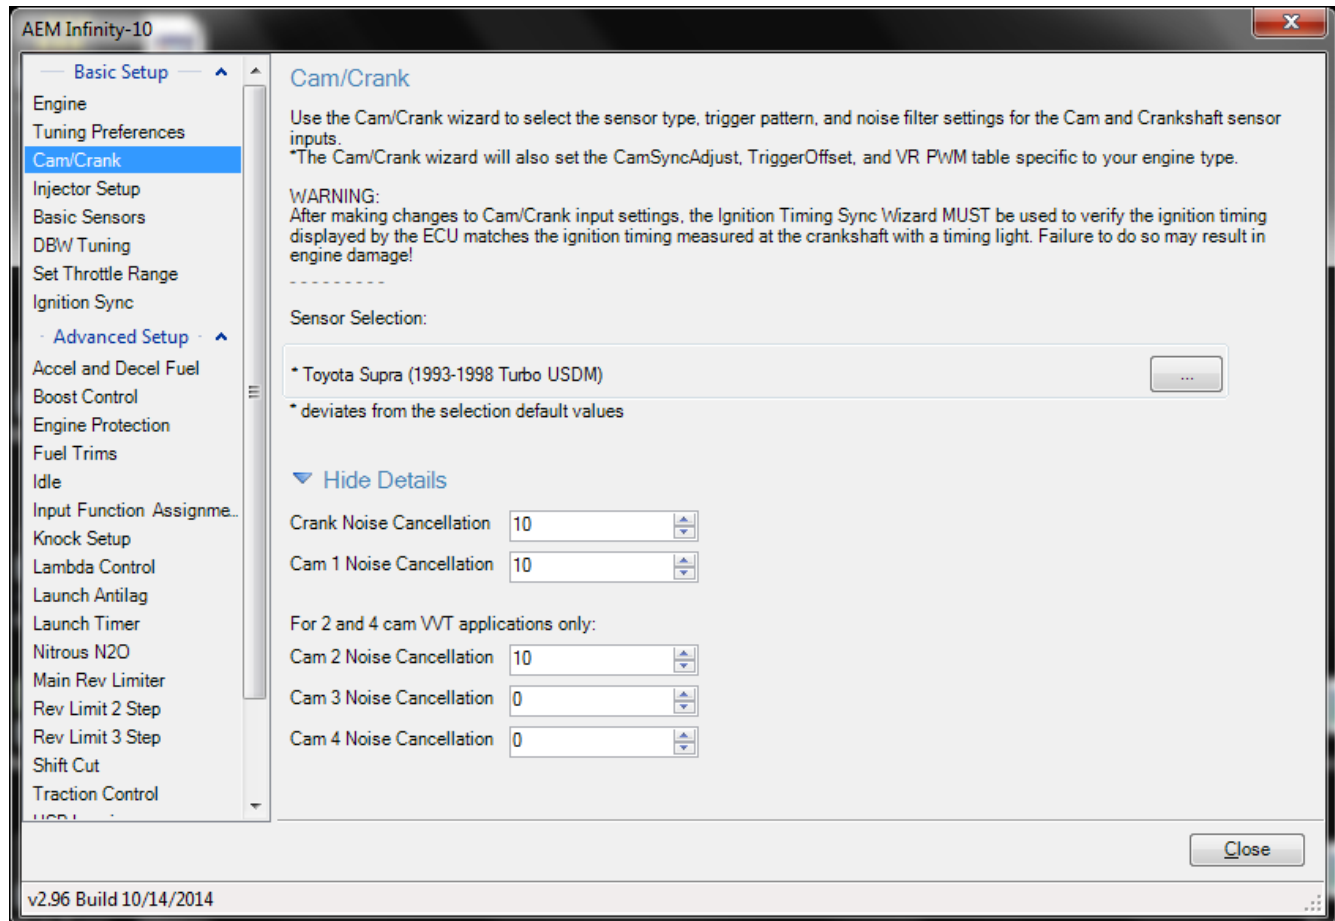 AEM Infinity-10
Basic Setup
Engine
Tuning Preferences
Cam/Crank
Injector Setup
Basic Sensors
DBW Tuning
Set Throttle Range
Ignition Sync
Advanced Setup
Accel and Decel Fuel
Boost Control
Engine Protection
Fuel Trims
Idle
Input Function Assignme...
Knock Setup
Lambda Control
Launch Antilag
Launch Timer
Nitrous N2O
Main Rev Limiter
Rev Limit 2 Step
Rev Limit 3 Step
Shift Cut
Traction Control
Cam/Crank
Use the Cam/Crank wizard to select the sensor type, trigger pattern, and noise filter settings for the Cam and Crankshaft sensor
inputs.
*The Cam/Crank wizard will also set the CamSyncAdjust, TriggerOffset, and VR PWM table specific to your engine type.
WARNING:
After making changes to Cam/Crank input settings, the Ignition Timing Sync Wizard MUST be used to verify the ignition timing
displayed by the ECU matches the ignition timing measured at the crankshaft with a timing light. Failure to do so may result in
engine damage!
- - - - - - - - -
Sensor Selection:
* Toyota Supra (1993-1998 Turbo USDM)
...
* deviates from the selection default values
Hide Details
Crank Noise Cancellation 10
Cam 1 Noise Cancellation 10
For 2 and 4 cam VVT applications only:
Cam 2 Noise Cancellation 10
Cam 3 Noise Cancellation 0
Cam 4 Noise Cancellation 0
Close
v2.96 Build 10/14/2014